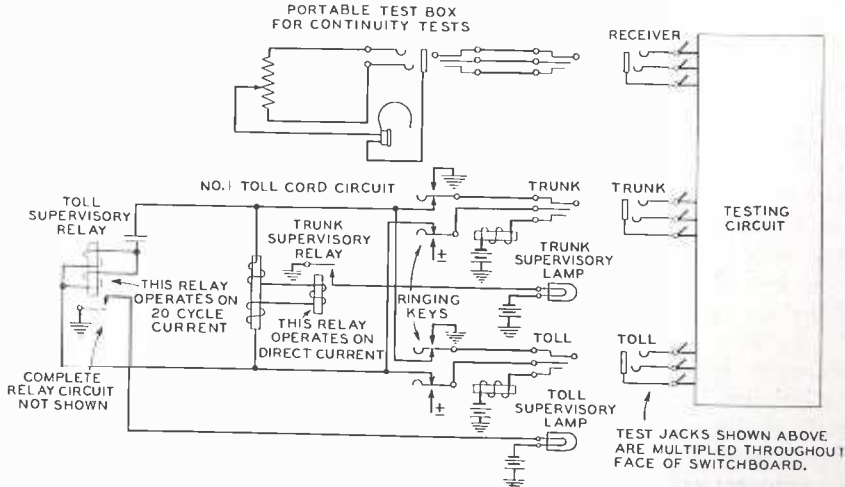 PORTABLE TEST BOX
FOR CONTINUITY TESTS
RECEIVER
NO.1 TOLL CORD CIRCUIT
TRUNK
TRUNK
TESTING
CIRCUIT
TOLL
SUPERVISORY
RELAY
TRUNK
SUPERVISORY
RELAY
TRUNK
SUPERVISORY
LAMP
±
THIS RELAY
OPERATES ON
20 CYCLE
CURRENT
RINGING
KEYS
THIS RELAY
OPERATES ON
DIRECT CURRENT
TOLL
TOLL
COMPLETE
RELAY CIRCUIT
NOT SHOWN
±
TOLL
SUPERVISORY
LAMP
TEST JACKS SHOWN ABOVE
ARE MULTIPLED THROUGHOUT
FACE OF SWITCHBOARD.